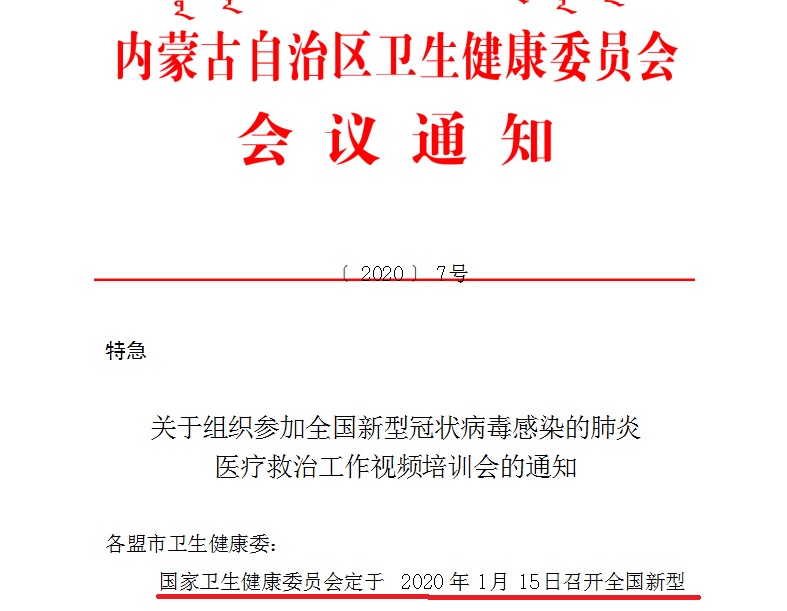 内蒙古自治区卫生健康委员会
会议通知
〔 2020 〕 7号
特急
关于组织参加全国新型冠状病毒感染的肺炎
医疗救治工作视频培训会的通知
各盟市卫生健康委：
国家卫生健康委员会定于 2020 年 1 月 15 日召开全国新型